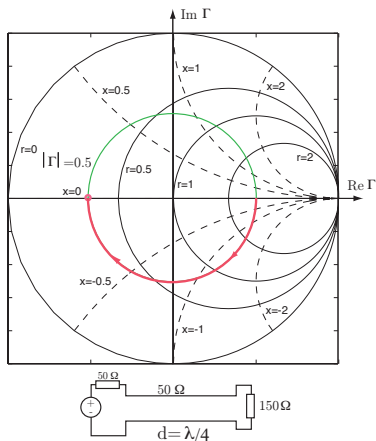 Im Γ
x=1
x=2
x=0.5
r=0
|Γ|=0.5
r=0.5
r=2
x=0
r=1
Re Γ
x=-0.5
x=-1
x=-2
50 Ω
50 Ω
150 Ω
+
-
d= λ/4